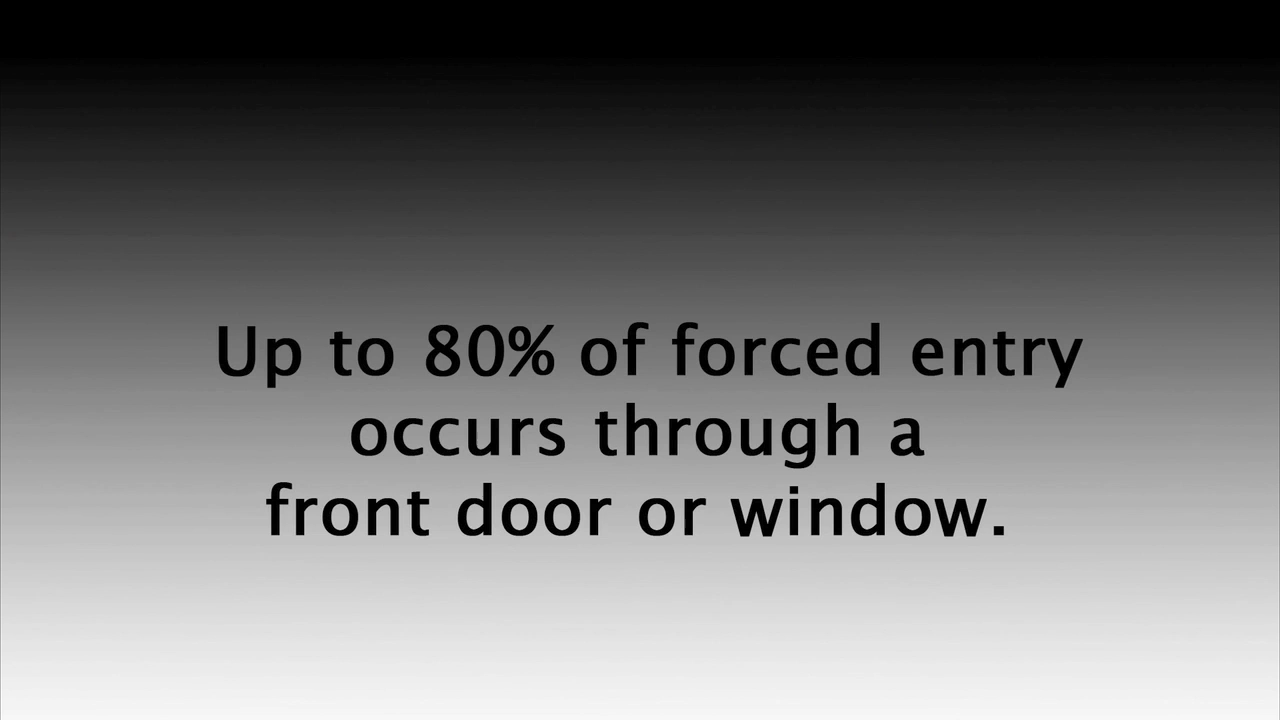 Up to 80% of forced entry
occurs through a
front door or window.